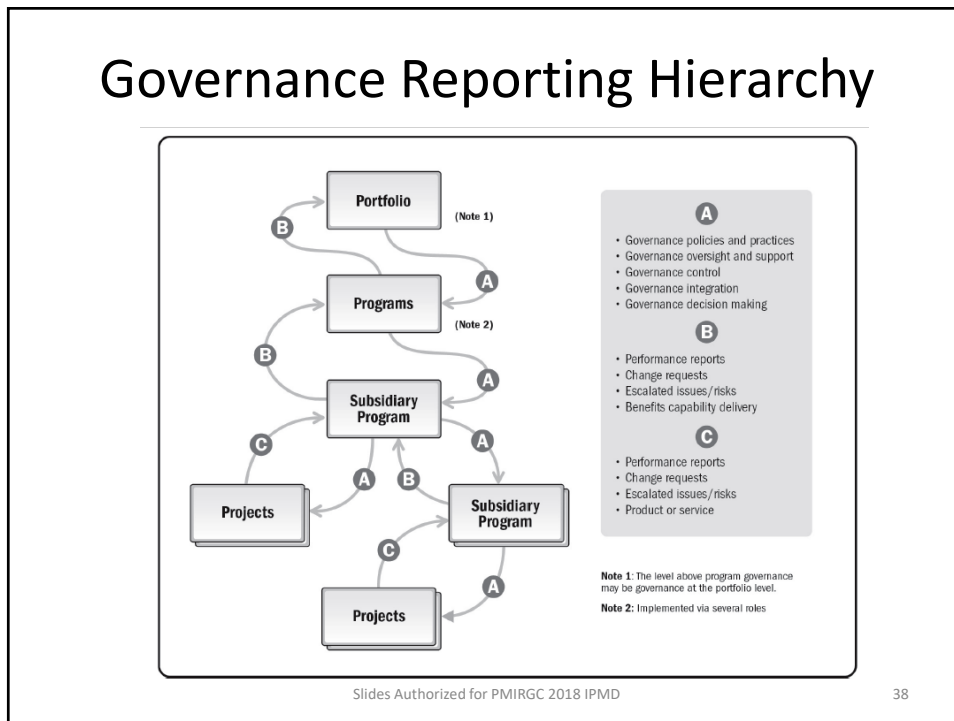 Governance Reporting Hierarchy
Portfolio
(Note 1)
B
A
Programs
(Note 2)
B
A
Subsidiary
Program
C
A
A
B
Projects
Subsidiary
Program
C
A
Projects
A
• Governance policies and practices
• Governance oversight and support
• Governance control
• Governance integration
• Governance decision making
B
• Performance reports
• Change requests
• Escalated issues/risks
• Benefits capability delivery
C
• Performance reports
• Change requests
• Escalated issues/risks
• Product or service
Note 1: The level above program governance
may be governance at the portfolio level.
Note 2: Implemented via several roles
Slides Authorized for PMIRGC 2018 IPMD
38